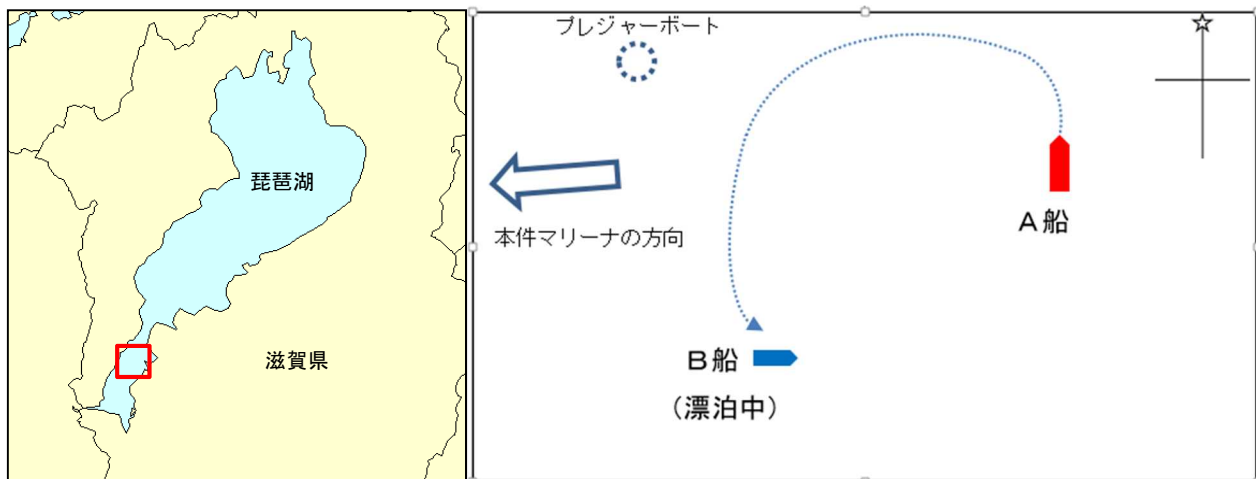 琵琶湖
滋賀県
プレジャーボート
本件マリーナの方向
A船
B船
(漂泊中)